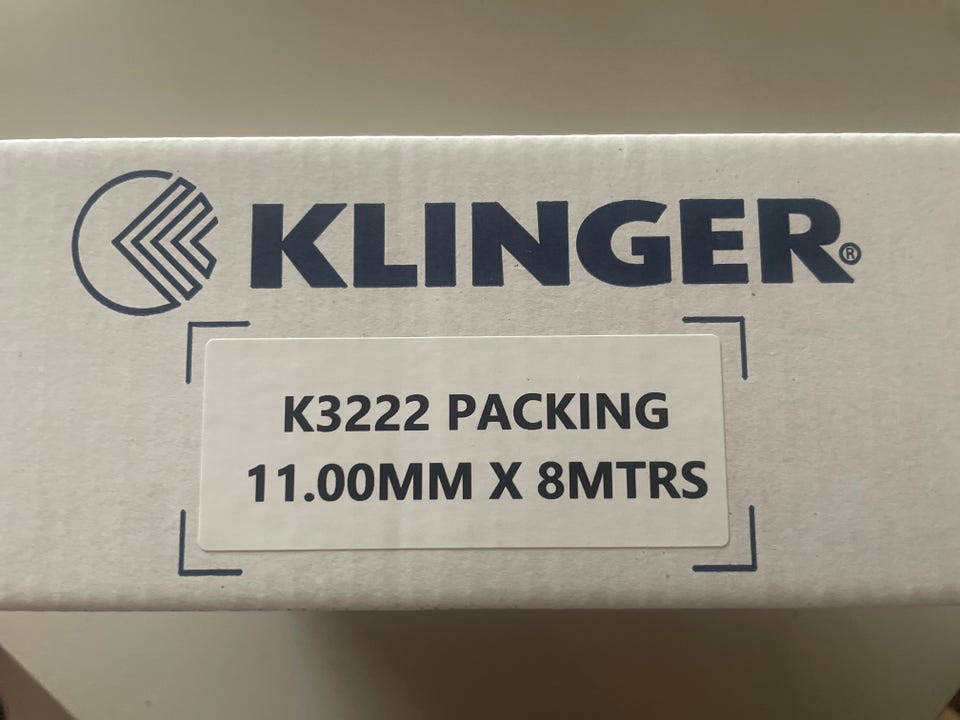 KLINGER®
K3222 PACKING
11.00MM X 8MTRS